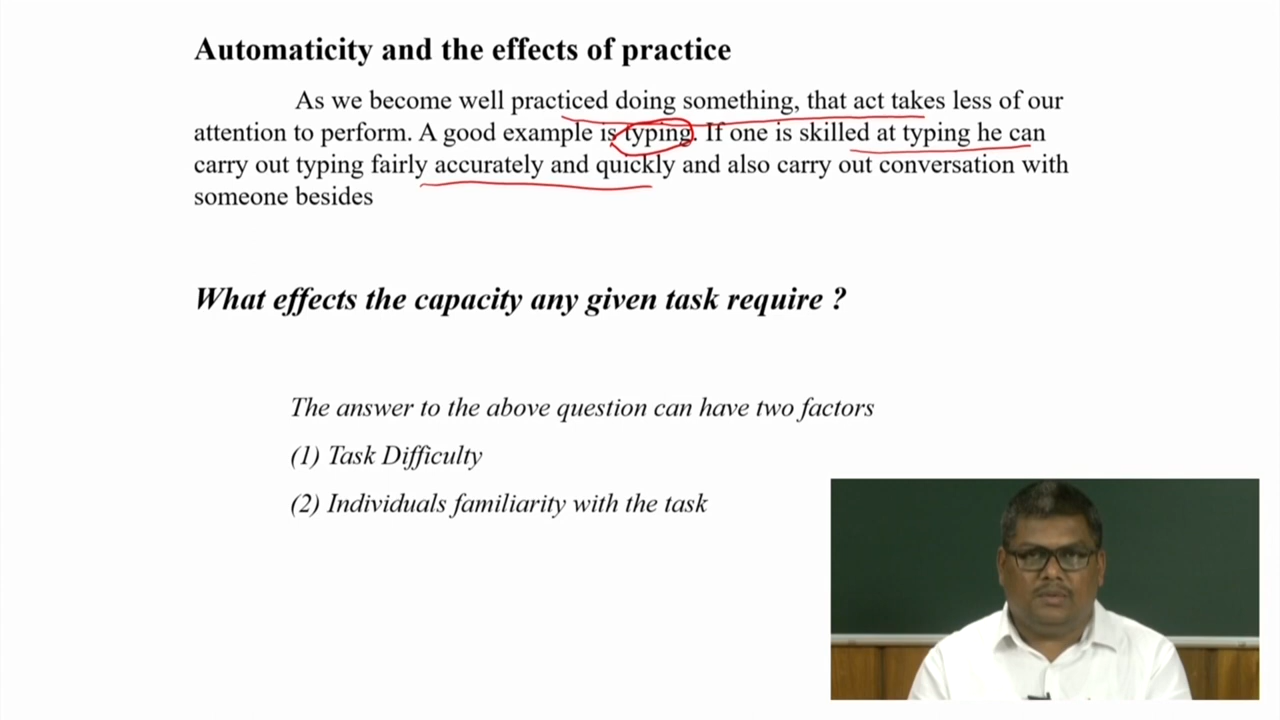 Automaticity and the effects of practice
As we become well practiced doing something, that act takes less of our
attention to perform. A good example is typing. If one is skilled at typing he can
carry out typing fairly accurately and quickly and also carry out conversation with
someone besides
What effects the capacity any given task require ?
The answer to the above question can have two factors
(1) Task Difficulty
(2) Individuals familiarity with the task